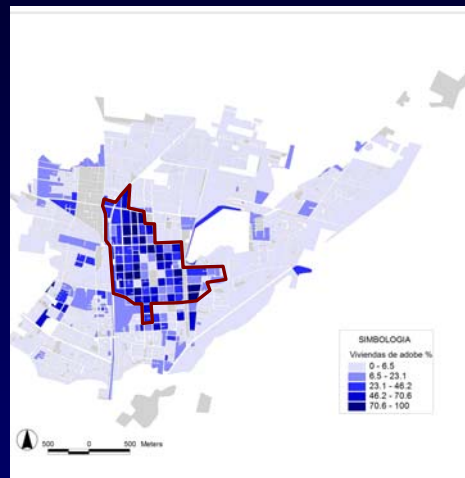 SIMBOLOGIA
Viviendas de adobe %
0 - 6.5
6.5 - 23.1
23.1 - 46.2
46.2 - 70.6
70.6 - 100
500 0 500 Meters